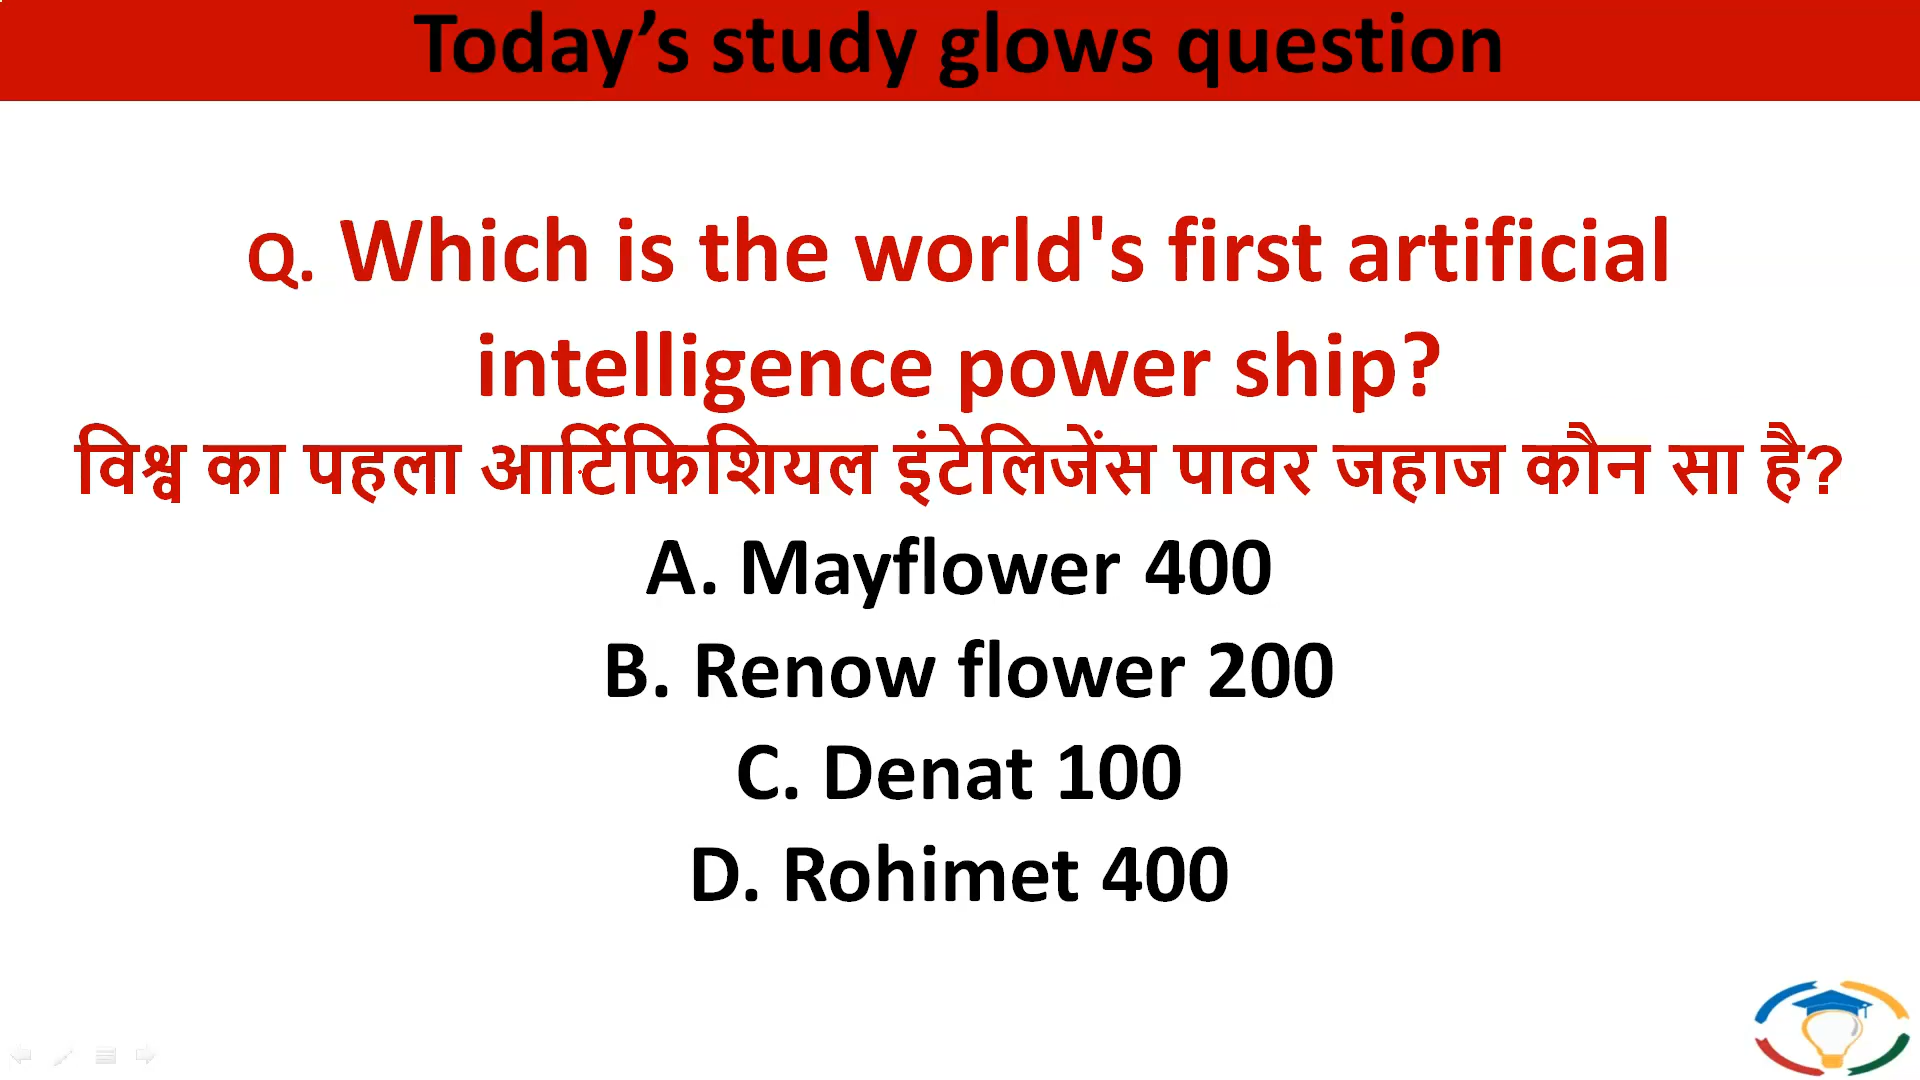 Today’s study glows question
Q. Which is the world's first artificial
intelligence power ship?
विश्व का पहला आर्टिफिशियल इंटेलिजेंस पावर जहाज कौन सा है?
A. Mayflower 400
B. Renow flower 200
C. Denat 100
D. Rohimet 400